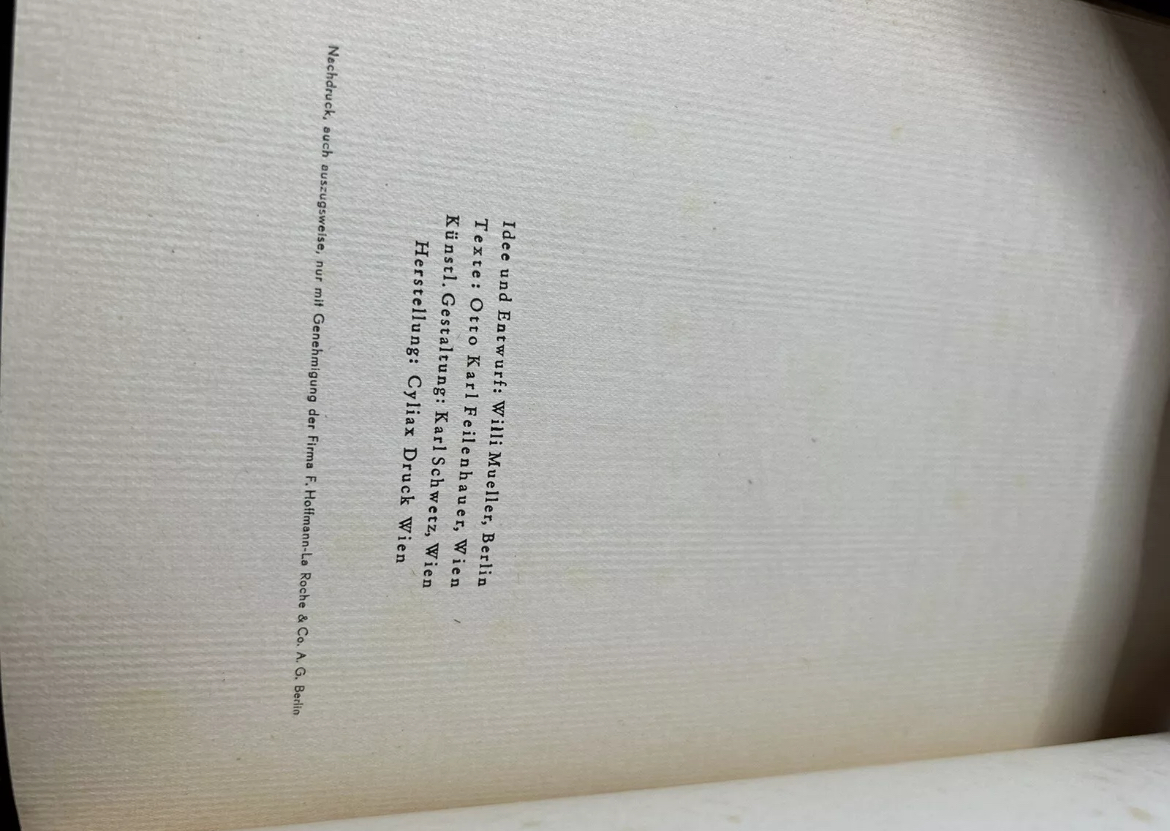 Idee und Entwurf: Willi Mueller, Berlin
Texte: Otto Karl Feilenhauer, Wien
Künstl. Gestaltung: Karl Schwetz, Wien
Herstellung: Cyliax Druck Wien
Nachdruck, auch auszugsweise, nur mit Genehmigung der Firma F. Hoffmann-La Roche & Co. A. G. Berlin